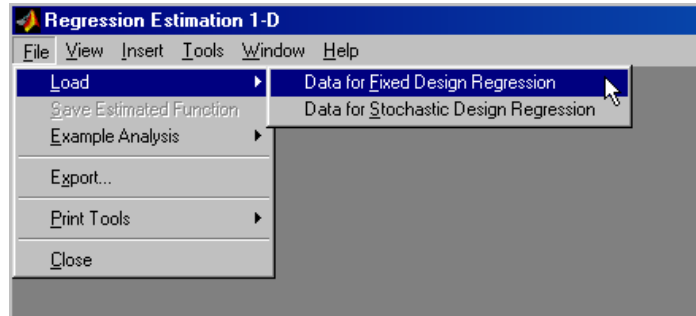 Regression Estimation 1-D
File View Insert Tools Window Help
Load
Data for Fixed Design Regression
Save Estimated Function
Data for Stochastic Design Regression
Example Analysis
Export...
Print Tools
Close